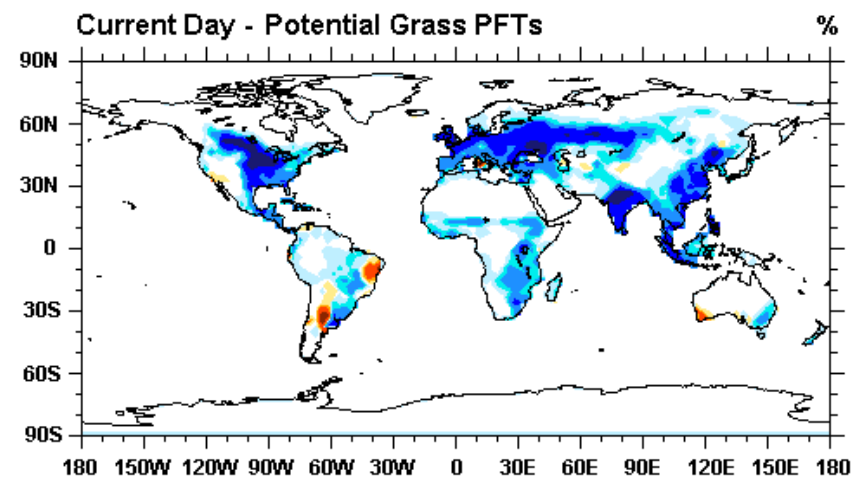 Current Day - Potential Grass PFTs %
90N
60N
30N
0
30S
60S
90S
180 150W 120W 90W 60W 30W 0 30E 60E 90E 120E 150E 180